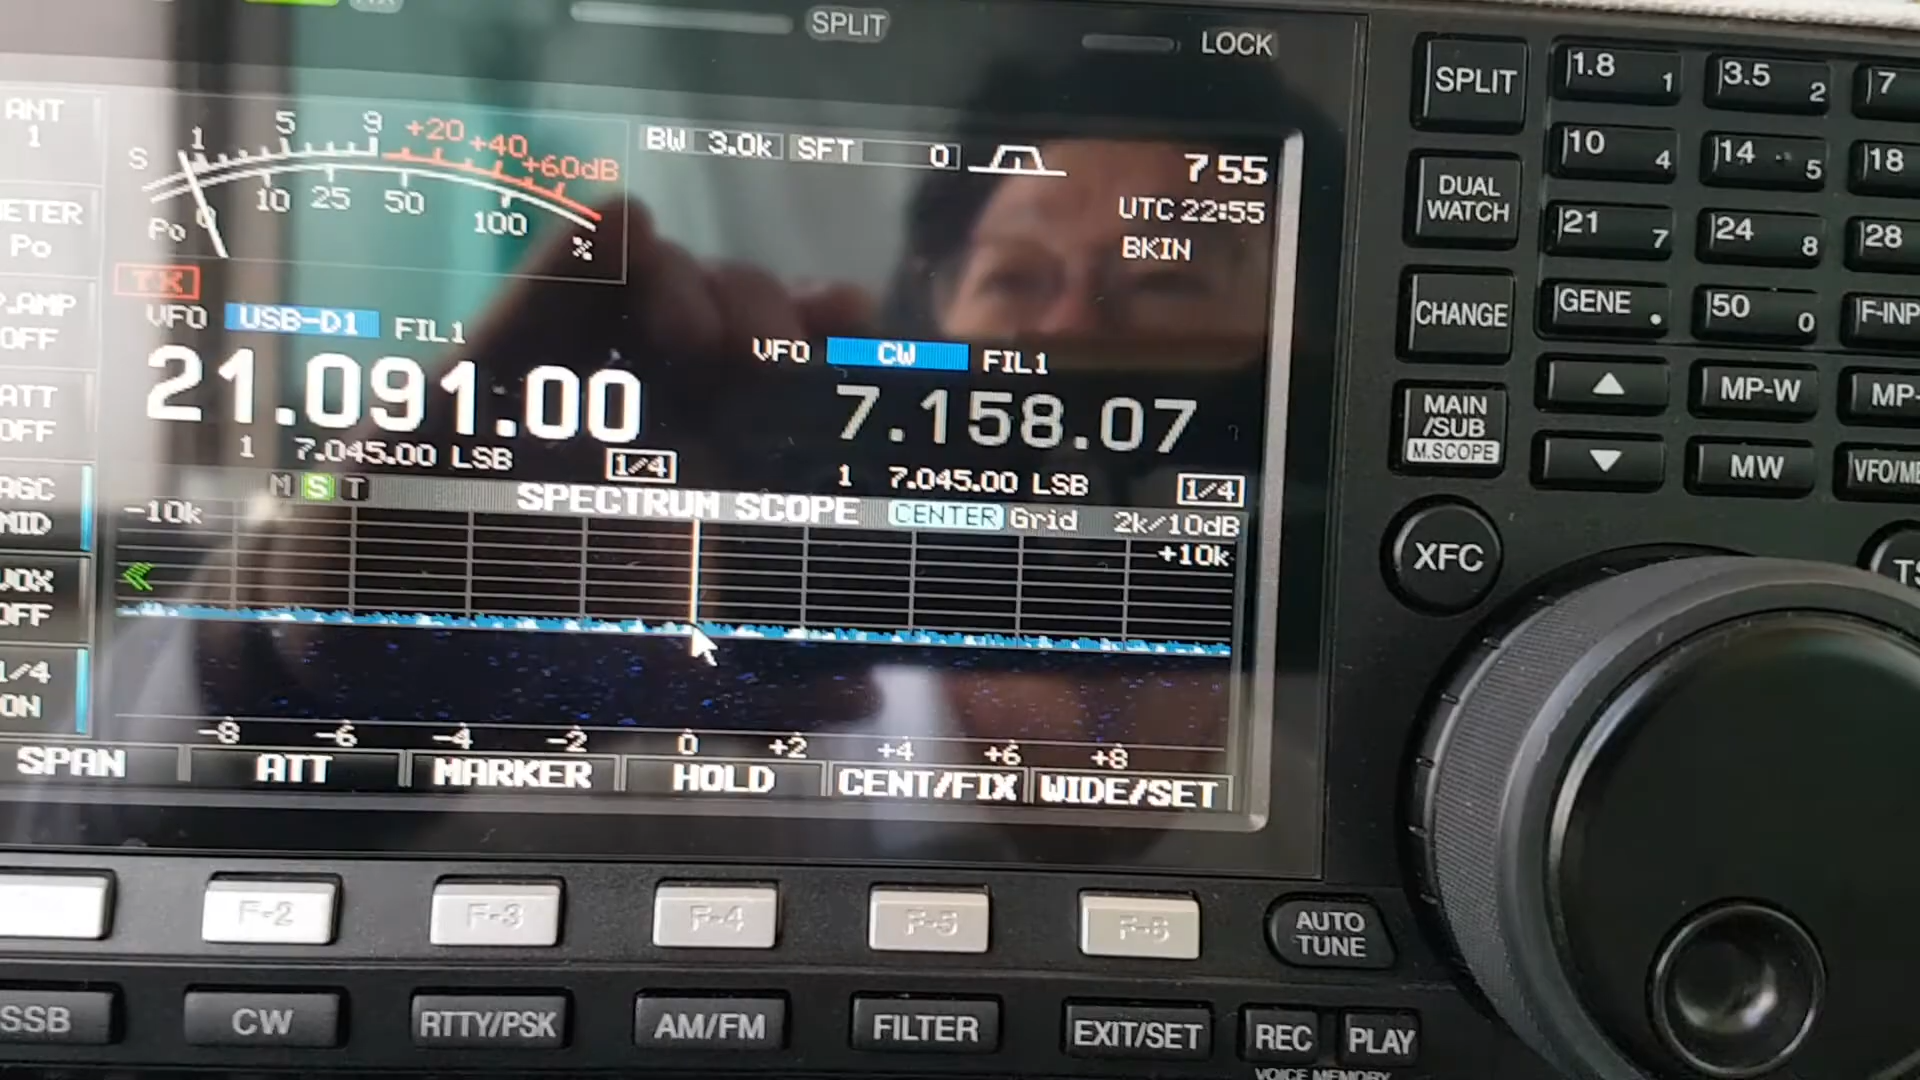 SPLIT
LOCK
ANT
1
S 1 5 9 +20 +40 +60dB
10 25 50 100 %
Po 0
METER
Po
BW 3.0k SFT 0
7 55
UTC 22:55
BKIN
P.AMP
OFF
TX
VFO USB-D1 FIL1
21.091.00
1 7.045.00 LSB 1/4
VFO CW FIL1
7.158.07
1 7.045.00 LSB 1/4
ATT
OFF
AGC
MID
VOX
OFF
1/4
ON
M S T
SPECTRUM SCOPE CENTER Grid 2k/10dB
-10k
+10k
-8 -6 -4 -2 0 +2 +4 +6 +8
SPAN ATT MARKER HOLD CENT/FIX WIDE/SET
F-2 F-3 F-4 F-5 F-6
SSB CW RTTY/PSK AM/FM FILTER EXIT/SET REC PLAY
VOICE MEMORY
AUTO
TUNE
SPLIT
1.8 1 3.5 2 7
DUAL
WATCH
10 4 14 5 18
21 7 24 8 28
CHANGE
GENE . 50 0 F-INP
MAIN
/SUB
M.SCOPE
▲ MP-W MP-
▼ MW VFO/ME
XFC
TS